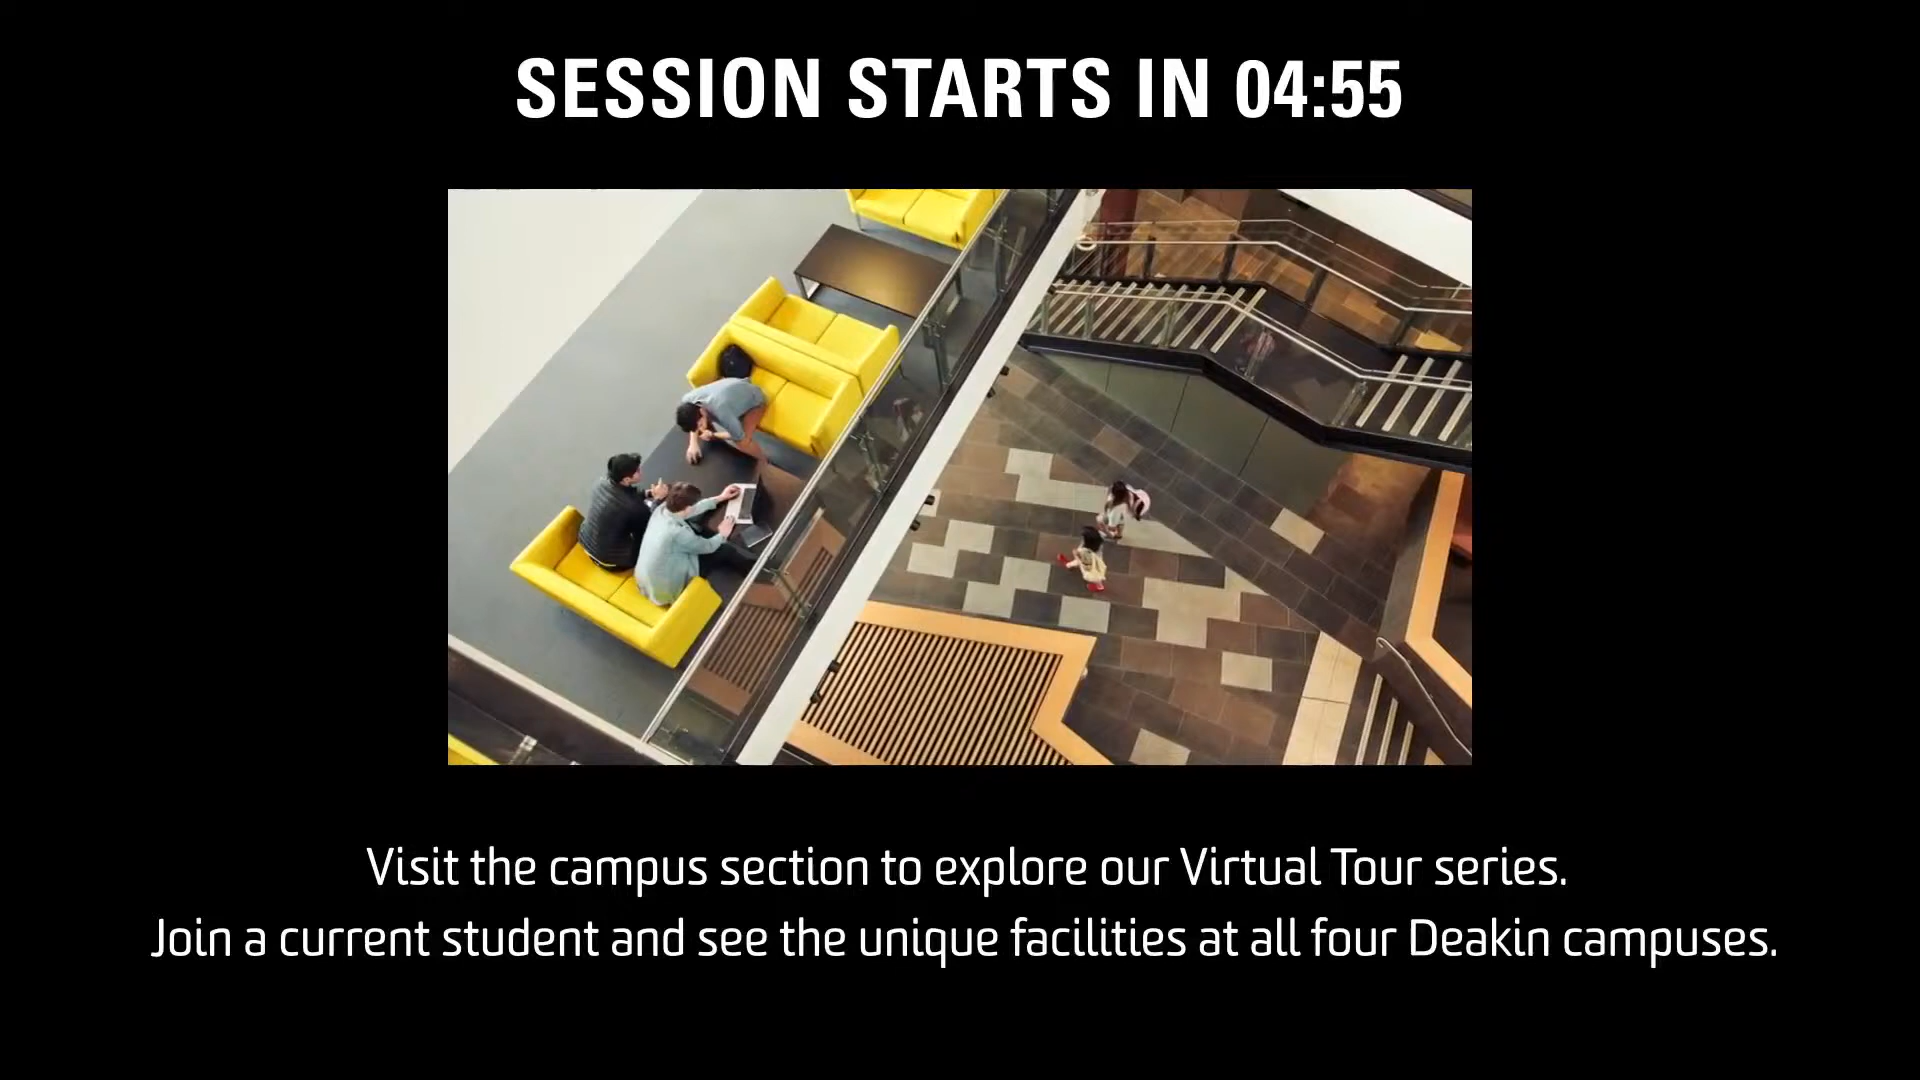 SESSION STARTS IN 04:55
Visit the campus section to explore our Virtual Tour series.
Join a current student and see the unique facilities at all four Deakin campuses.